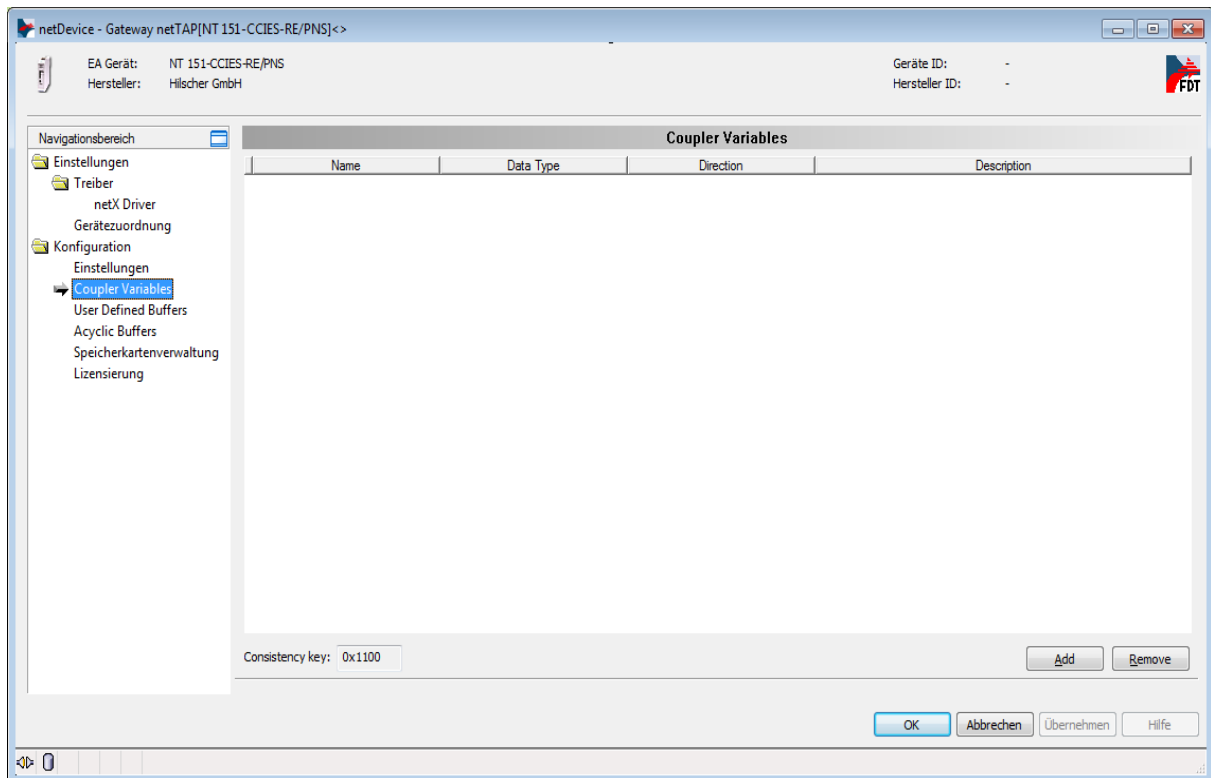 netDevice - Gateway netTAP[NT 151-CCIES-RE/PNS]<>
EA Gerät: NT 151-CCIES-RE/PNS Geräte ID: -
Hersteller: Hilscher GmbH Hersteller ID: -
FDT
Navigationsbereich
Einstellungen
Treiber
netX Driver
Gerätezuordnung
Konfiguration
Einstellungen
Coupler Variables
User Defined Buffers
Acyclic Buffers
Speicherkartenverwaltung
Lizensierung
Coupler Variables
Name Data Type Direction Description
Consistency key: 0x1100 Add Remove
OK Abbrechen Übernehmen Hilfe